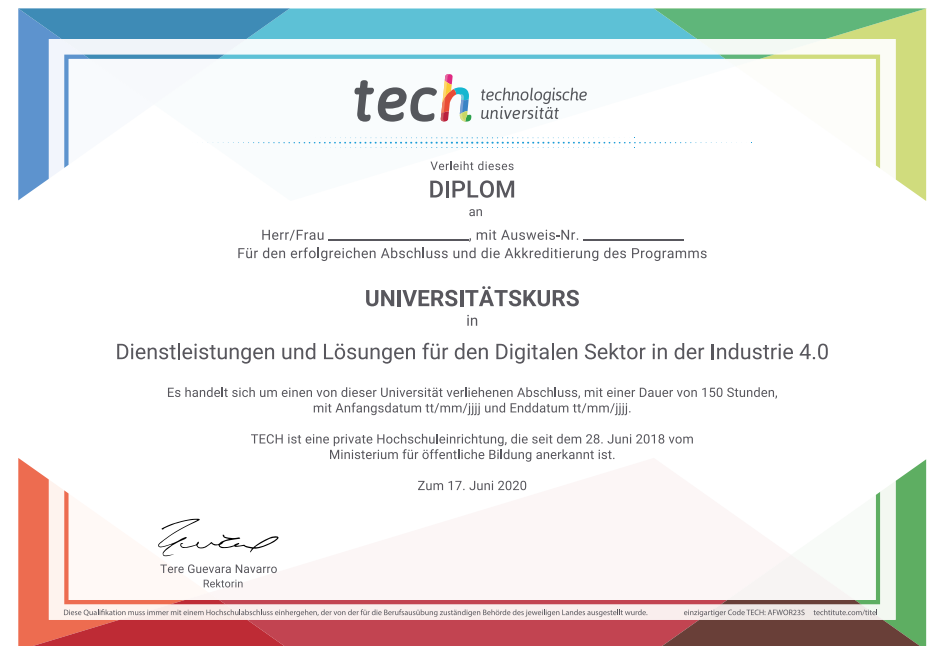 tech technologische
universität
Verleiht dieses
DIPLOM
an
Herr/Frau ____________________, mit Ausweis-Nr. ______________
Für den erfolgreichen Abschluss und die Akkreditierung des Programms
UNIVERSITÄTSKURS
in
Dienstleistungen und Lösungen für den Digitalen Sektor in der Industrie 4.0
Es handelt sich um einen von dieser Universität verliehenen Abschluss, mit einer Dauer von 150 Stunden,
mit Anfangsdatum tt/mm/jjjj und Enddatum tt/mm/jjjj.
TECH ist eine private Hochschuleinrichtung, die seit dem 28. Juni 2018 vom
Ministerium für öffentliche Bildung anerkannt ist.
Zum 17. Juni 2020
Tere Guevara Navarro
Rektorin
Diese Qualifikation muss immer mit einem Hochschulabschluss einhergehen, der von der für die Berufsausübung zuständigen Behörde des jeweiligen Landes ausgestellt wurde. einzigartiger Code TECH: AFWOR23S techtitute.com/titel